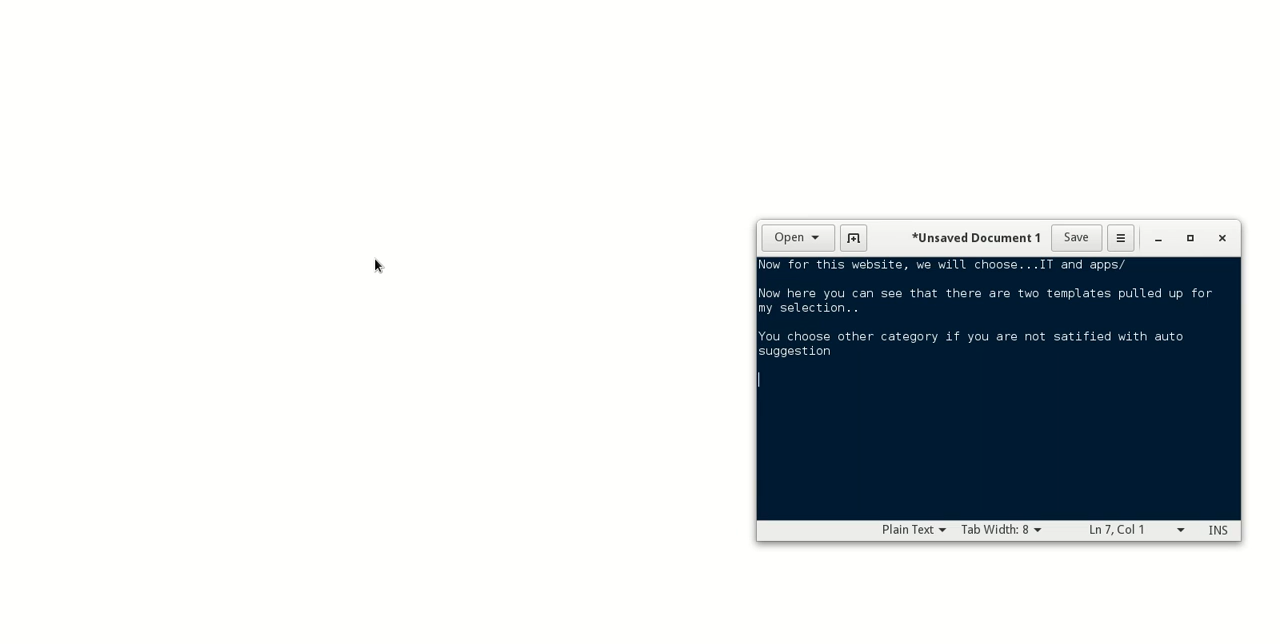 Open
*Unsaved Document 1
Save
Now for this website, we will choose...IT and apps/
Now here you can see that there are two templates pulled up for
my selection..
You choose other category if you are not satified with auto
suggestion
Plain Text
Tab Width: 8
Ln 7, Col 1
INS